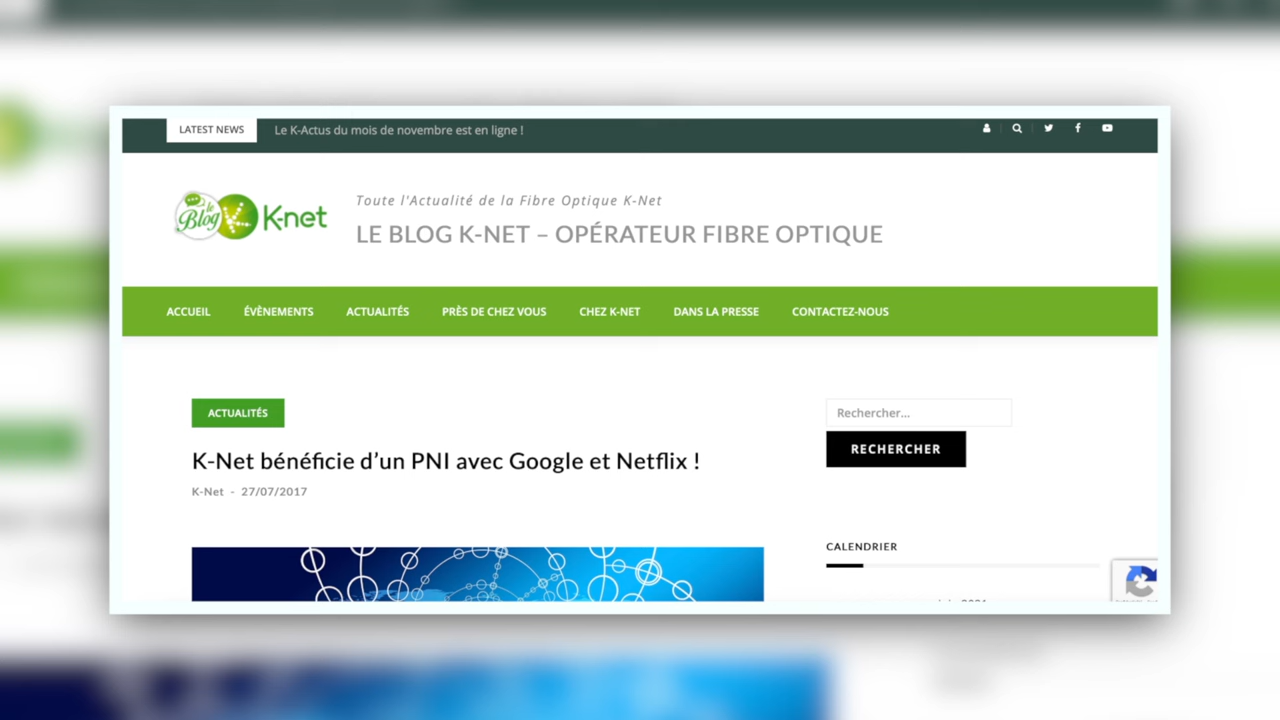 LATEST NEWS
Le K-Actus du mois de novembre est en ligne !
le Blog K-net
Toute l'Actualité de la Fibre Optique K-Net
LE BLOG K-NET – OPÉRATEUR FIBRE OPTIQUE
ACCUEIL ÉVÈNEMENTS ACTUALITÉS PRÈS DE CHEZ VOUS CHEZ K-NET DANS LA PRESSE CONTACTEZ-NOUS
ACTUALITÉS
K-Net bénéficie d’un PNI avec Google et Netflix !
K-Net - 27/07/2017
Rechercher…
RECHERCHER
CALENDRIER